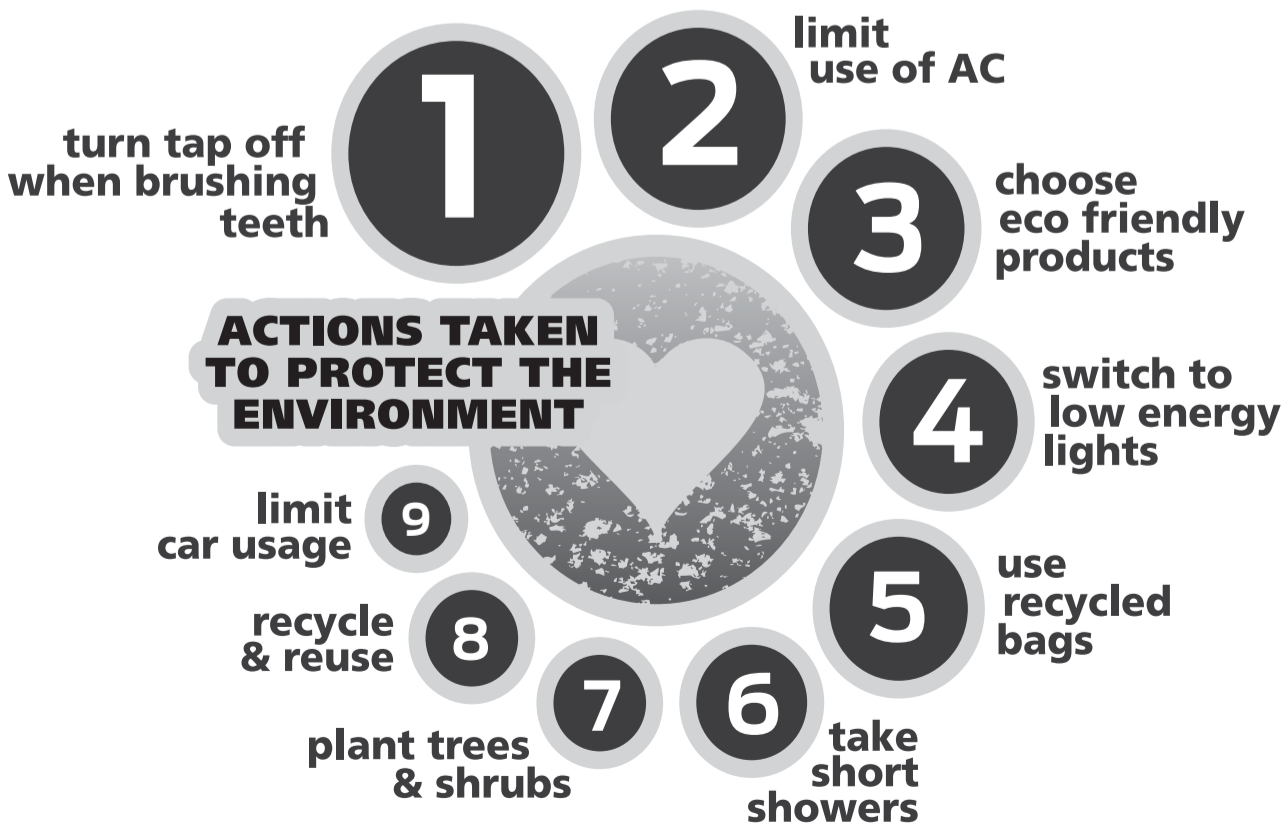 ACTIONS TAKEN
TO PROTECT THE
ENVIRONMENT
1
turn tap off
when brushing
teeth
2
limit
use of AC
3
choose
eco friendly
products
4
switch to
low energy
lights
5
use
recycled
bags
6
take
short
showers
7
plant trees
& shrubs
8
recycle
& reuse
9
limit
car usage